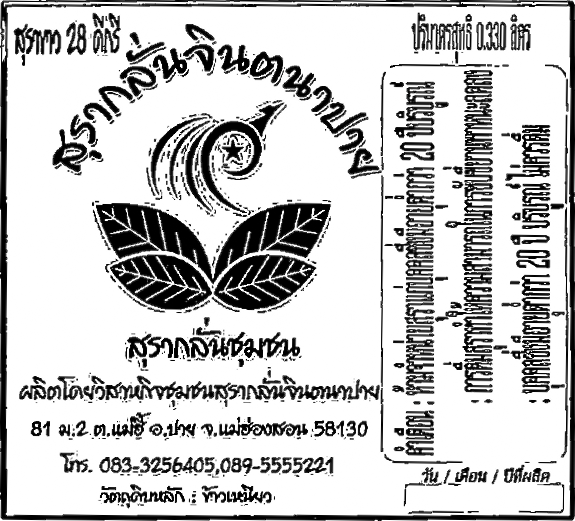 สุราขาว 28 ดีกรี
ปริมาตรสุทธิ 0.330 ลิตร
สุรากลั่นจินตนาปาย
สุรากลั่นชุมชน
ผลิตโดยวิสาหกิจชุมชนสุรากลั่นจินตนาปาย
81 ม.2 ต.แม่ฮี้ อ.ปาย จ.แม่ฮ่องสอน 58130
โทร. 083-3256405,089-5555221
วัตถุดิบหลัก : ข้าวเหนียว
คำเตือน : ห้ามจำหน่ายสุราแก่บุคคลซึ่งมีอายุต่ำกว่า 20 ปีบริบูรณ์
: การดื่มสุราทำให้ความสามารถในการขับขี่ยานพาหนะลดลง
: บุคคลซึ่งมีอายุต่ำกว่า 20 ปี บริบูรณ์ ไม่ควรดื่ม
วัน / เดือน / ปีที่ผลิต